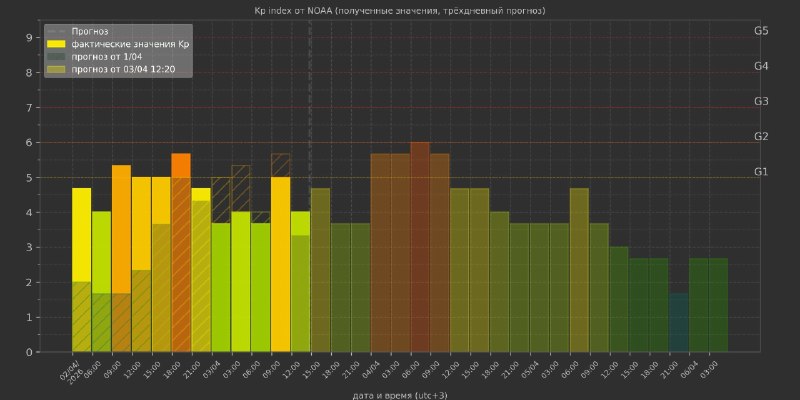 Kp index от NOAA (полученные значения, трёхдневный прогноз)
Прогноз
фактические значения Kp
прогноз от 1/04
прогноз от 03/04 12:20
9
8
7
6
5
4
3
2
1
0
G5
G4
G3
G2
G1
02/04/2026 06:00 09:00 12:00 15:00 18:00 21:00 03/04 03:00 06:00 09:00 12:00 15:00 18:00 21:00 04/04 03:00 06:00 09:00 12:00 15:00 18:00 21:00 05/04 03:00 06:00 09:00 12:00 15:00 18:00 21:00 06/04 03:00
дата и время (utc+3)